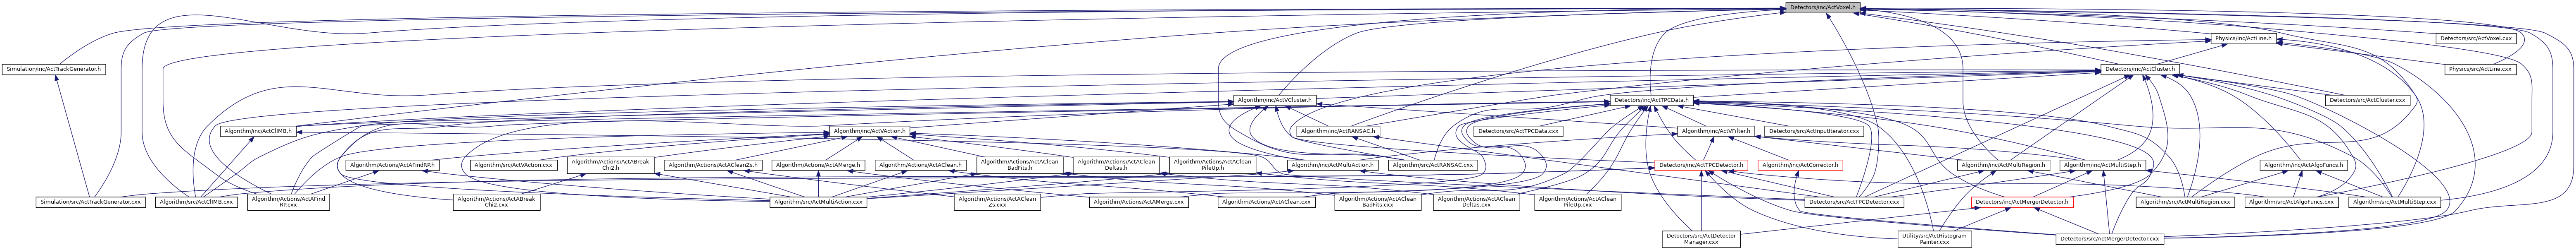 Detectors/inc/ActVoxel.h
Physics/inc/ActLine.h
Detectors/src/ActVoxel.cxx
Simulation/inc/ActTrackGenerator.h
Detectors/inc/ActCluster.h
Physics/src/ActLine.cxx
Algorithm/inc/ActVCluster.h
Detectors/inc/ActTPCData.h
Detectors/src/ActCluster.cxx
Algorithm/inc/ActCliMB.h
Algorithm/inc/ActVAction.h
Algorithm/inc/ActRANSAC.h
Detectors/src/ActTPCData.cxx
Algorithm/inc/ActVFilter.h
Detectors/src/ActInputIterator.cxx
Algorithm/Actions/ActAFindRP.h
Algorithm/src/ActVAction.cxx
Algorithm/Actions/ActABreak
Chi2.h
Algorithm/Actions/ActACleanZs.h
Algorithm/Actions/ActAMerge.h
Algorithm/Actions/ActAClean.h
Algorithm/Actions/ActAClean
BadFits.h
Algorithm/Actions/ActAClean
Deltas.h
Algorithm/Actions/ActAClean
PileUp.h
Algorithm/inc/ActMultiAction.h
Algorithm/src/ActRANSAC.cxx
Detectors/inc/ActTPCDetector.h
Algorithm/inc/ActCorrector.h
Algorithm/inc/ActMultiRegion.h
Algorithm/inc/ActMultiStep.h
Algorithm/inc/ActAlgoFuncs.h
Simulation/src/ActTrackGenerator.cxx
Algorithm/src/ActCliMB.cxx
Algorithm/Actions/ActAFind
RP.cxx
Algorithm/Actions/ActABreak
Chi2.cxx
Algorithm/src/ActMultiAction.cxx
Algorithm/Actions/ActAClean
Zs.cxx
Algorithm/Actions/ActAMerge.cxx
Algorithm/Actions/ActAClean.cxx
Algorithm/Actions/ActAClean
BadFits.cxx
Algorithm/Actions/ActAClean
Deltas.cxx
Algorithm/Actions/ActAClean
PileUp.cxx
Detectors/src/ActTPCDetector.cxx
Detectors/inc/ActMergerDetector.h
Algorithm/src/ActMultiRegion.cxx
Algorithm/src/ActAlgoFuncs.cxx
Algorithm/src/ActMultiStep.cxx
Detectors/src/ActDetector
Manager.cxx
Utility/src/ActHistogram
Painter.cxx
Detectors/src/ActMergerDetector.cxx